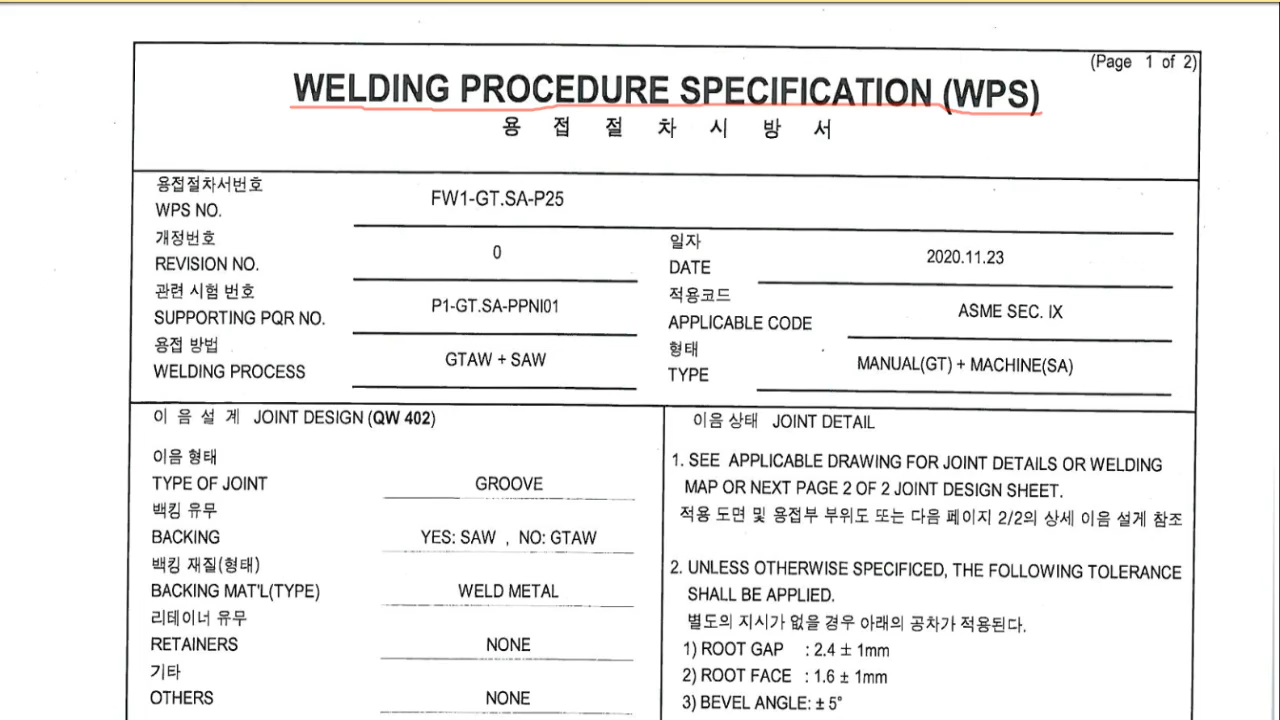 (Page 1 of 2)
WELDING PROCEDURE SPECIFICATION (WPS)
용 접 절 차 시 방 서
용접절차서번호
WPS NO. FW1-GT.SA-P25
개정번호
REVISION NO. 0
일자
DATE 2020.11.23
관련 시험 번호
SUPPORTING PQR NO. P1-GT.SA-PPNI01
적용코드
APPLICABLE CODE ASME SEC. IX
용접 방법
WELDING PROCESS GTAW + SAW
형태
TYPE MANUAL(GT) + MACHINE(SA)
이 음 설 계 JOINT DESIGN (QW 402)
이음 형태
TYPE OF JOINT GROOVE
백킹 유무
BACKING YES: SAW , NO: GTAW
백킹 재질(형태)
BACKING MAT'L(TYPE) WELD METAL
리테이너 유무
RETAINERS NONE
기타
OTHERS NONE
이음 상태 JOINT DETAIL
1. SEE APPLICABLE DRAWING FOR JOINT DETAILS OR WELDING
MAP OR NEXT PAGE 2 OF 2 JOINT DESIGN SHEET.
적용 도면 및 용접부 부위도 또는 다음 페이지 2/2의 상세 이음 설게 참조
2. UNLESS OTHERWISE SPECIFICED, THE FOLLOWING TOLERANCE
SHALL BE APPLIED.
별도의 지시가 없을 경우 아래의 공차가 적용된다.
1) ROOT GAP : 2.4 ± 1mm
2) ROOT FACE : 1.6 ± 1mm
3) BEVEL ANGLE: ± 5°